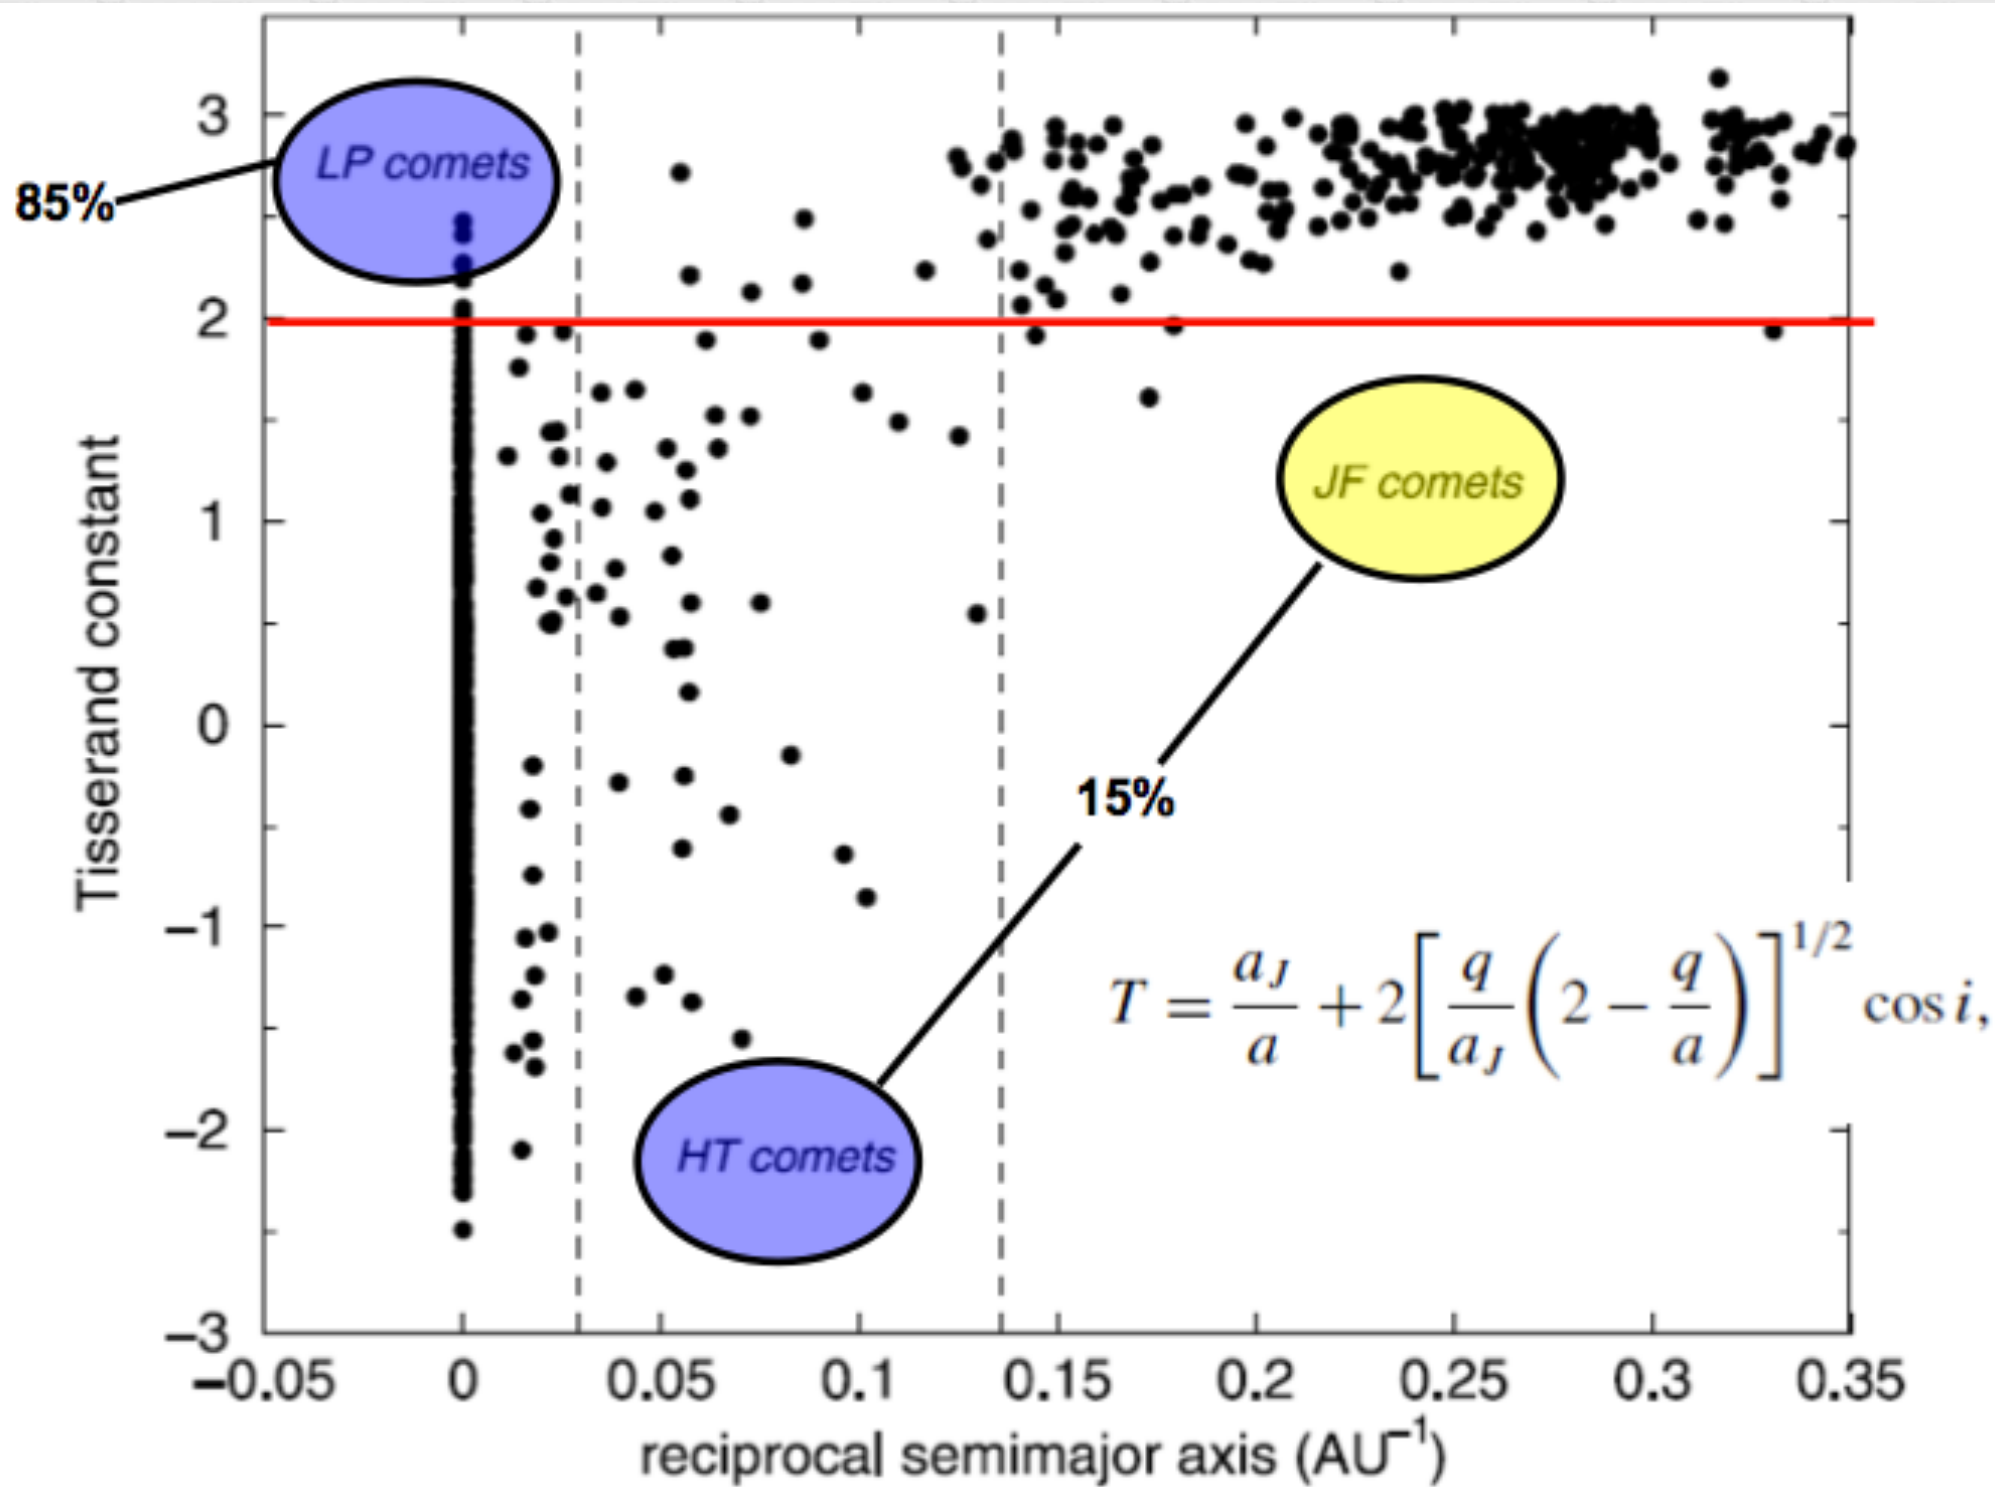 LP comets
85%
3
2
1
0
−1
−2
−3
Tisserand constant
JF comets
15%
HT comets
T = a_J/a + 2[q/a_J (2 − q/a)]^{1/2} cos i,
−0.05 0 0.05 0.1 0.15 0.2 0.25 0.3 0.35
reciprocal semimajor axis (AU⁻¹)